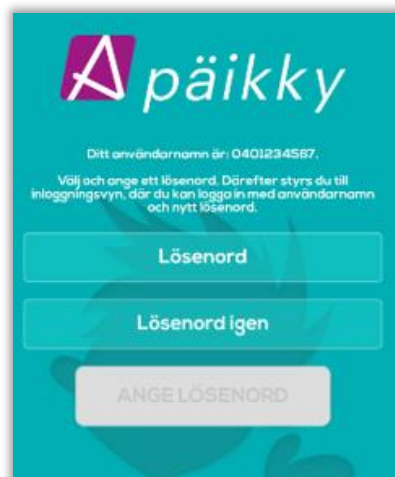 A päikky
Ditt användarnamn är: 0401234567.
Välj och ange ett lösenord. Därefter styrs du till
inloggningsvyn, där du kan logga in med användarnamn
och nytt lösenord.
Lösenord
Lösenord igen
ANGE LÖSENORD